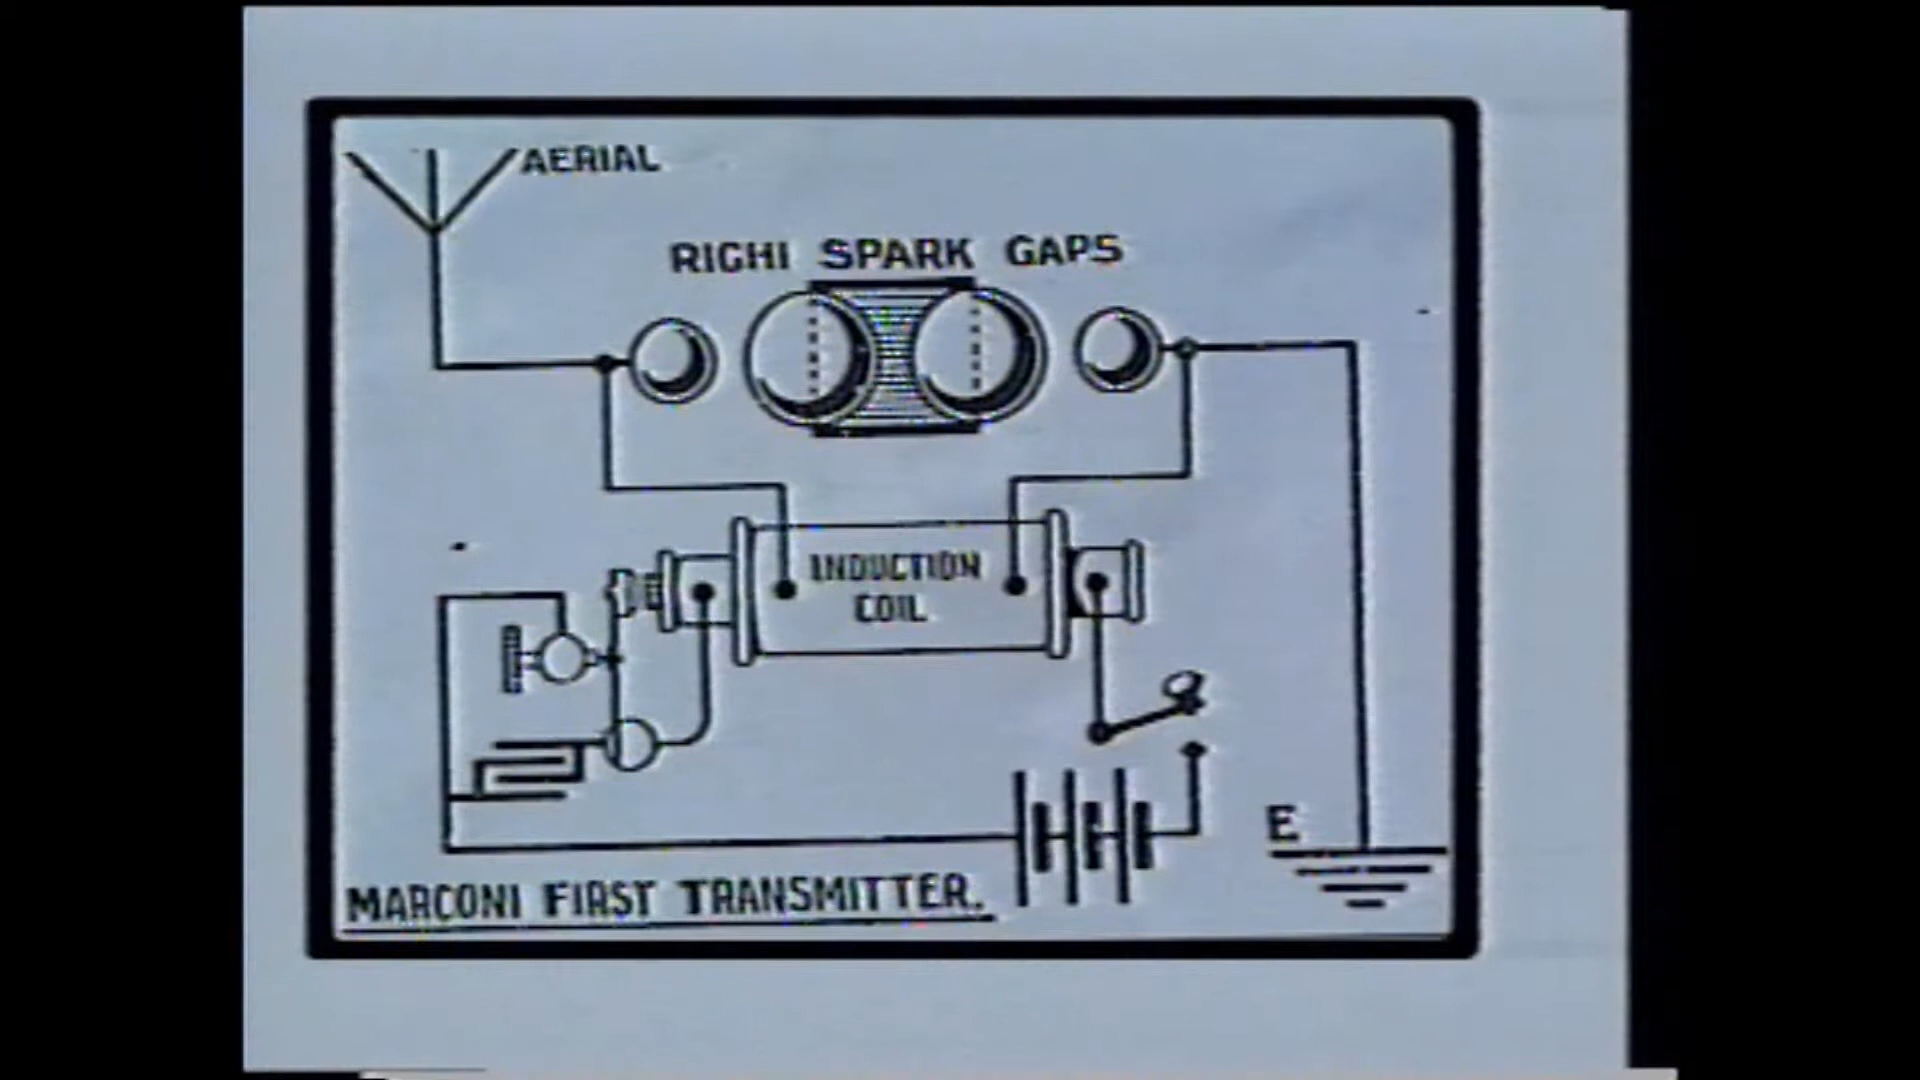 AERIAL
RIGHI SPARK GAPS
INDUCTION
COIL
E
MARCONI FIRST TRANSMITTER.